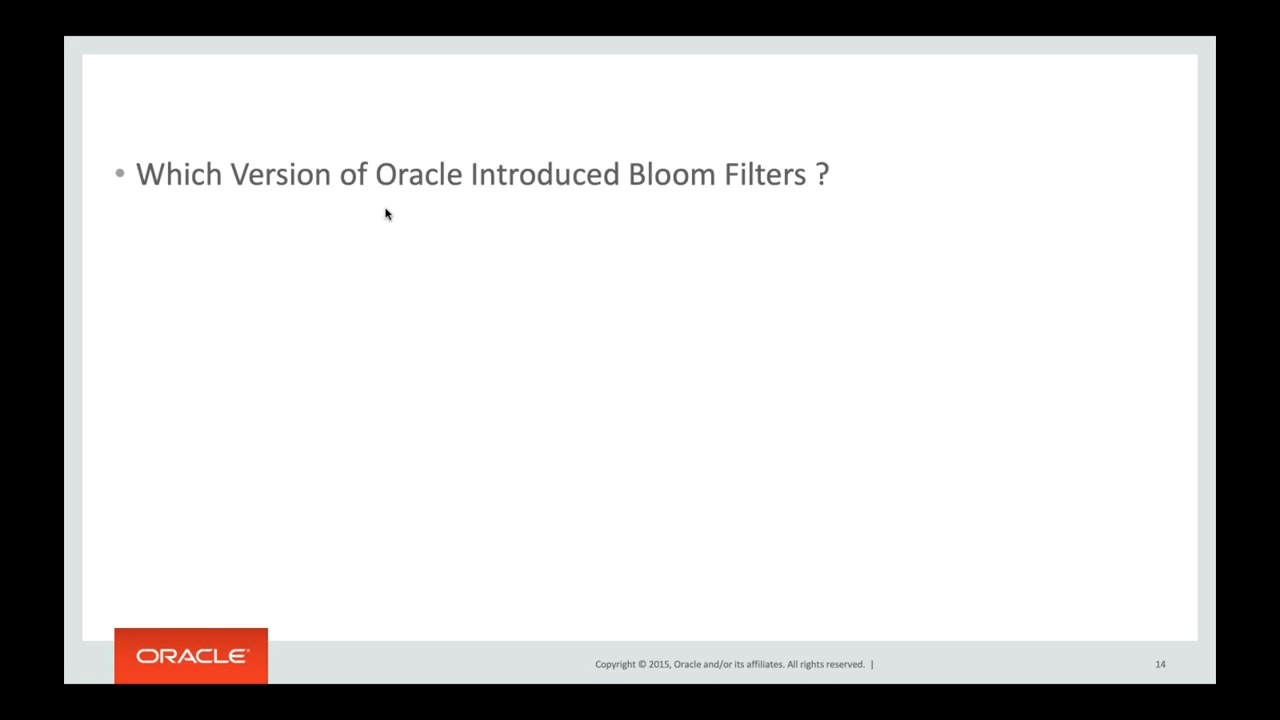 • Which Version of Oracle Introduced Bloom Filters ?
ORACLE
Copyright © 2015, Oracle and/or its affiliates. All rights reserved. |
14